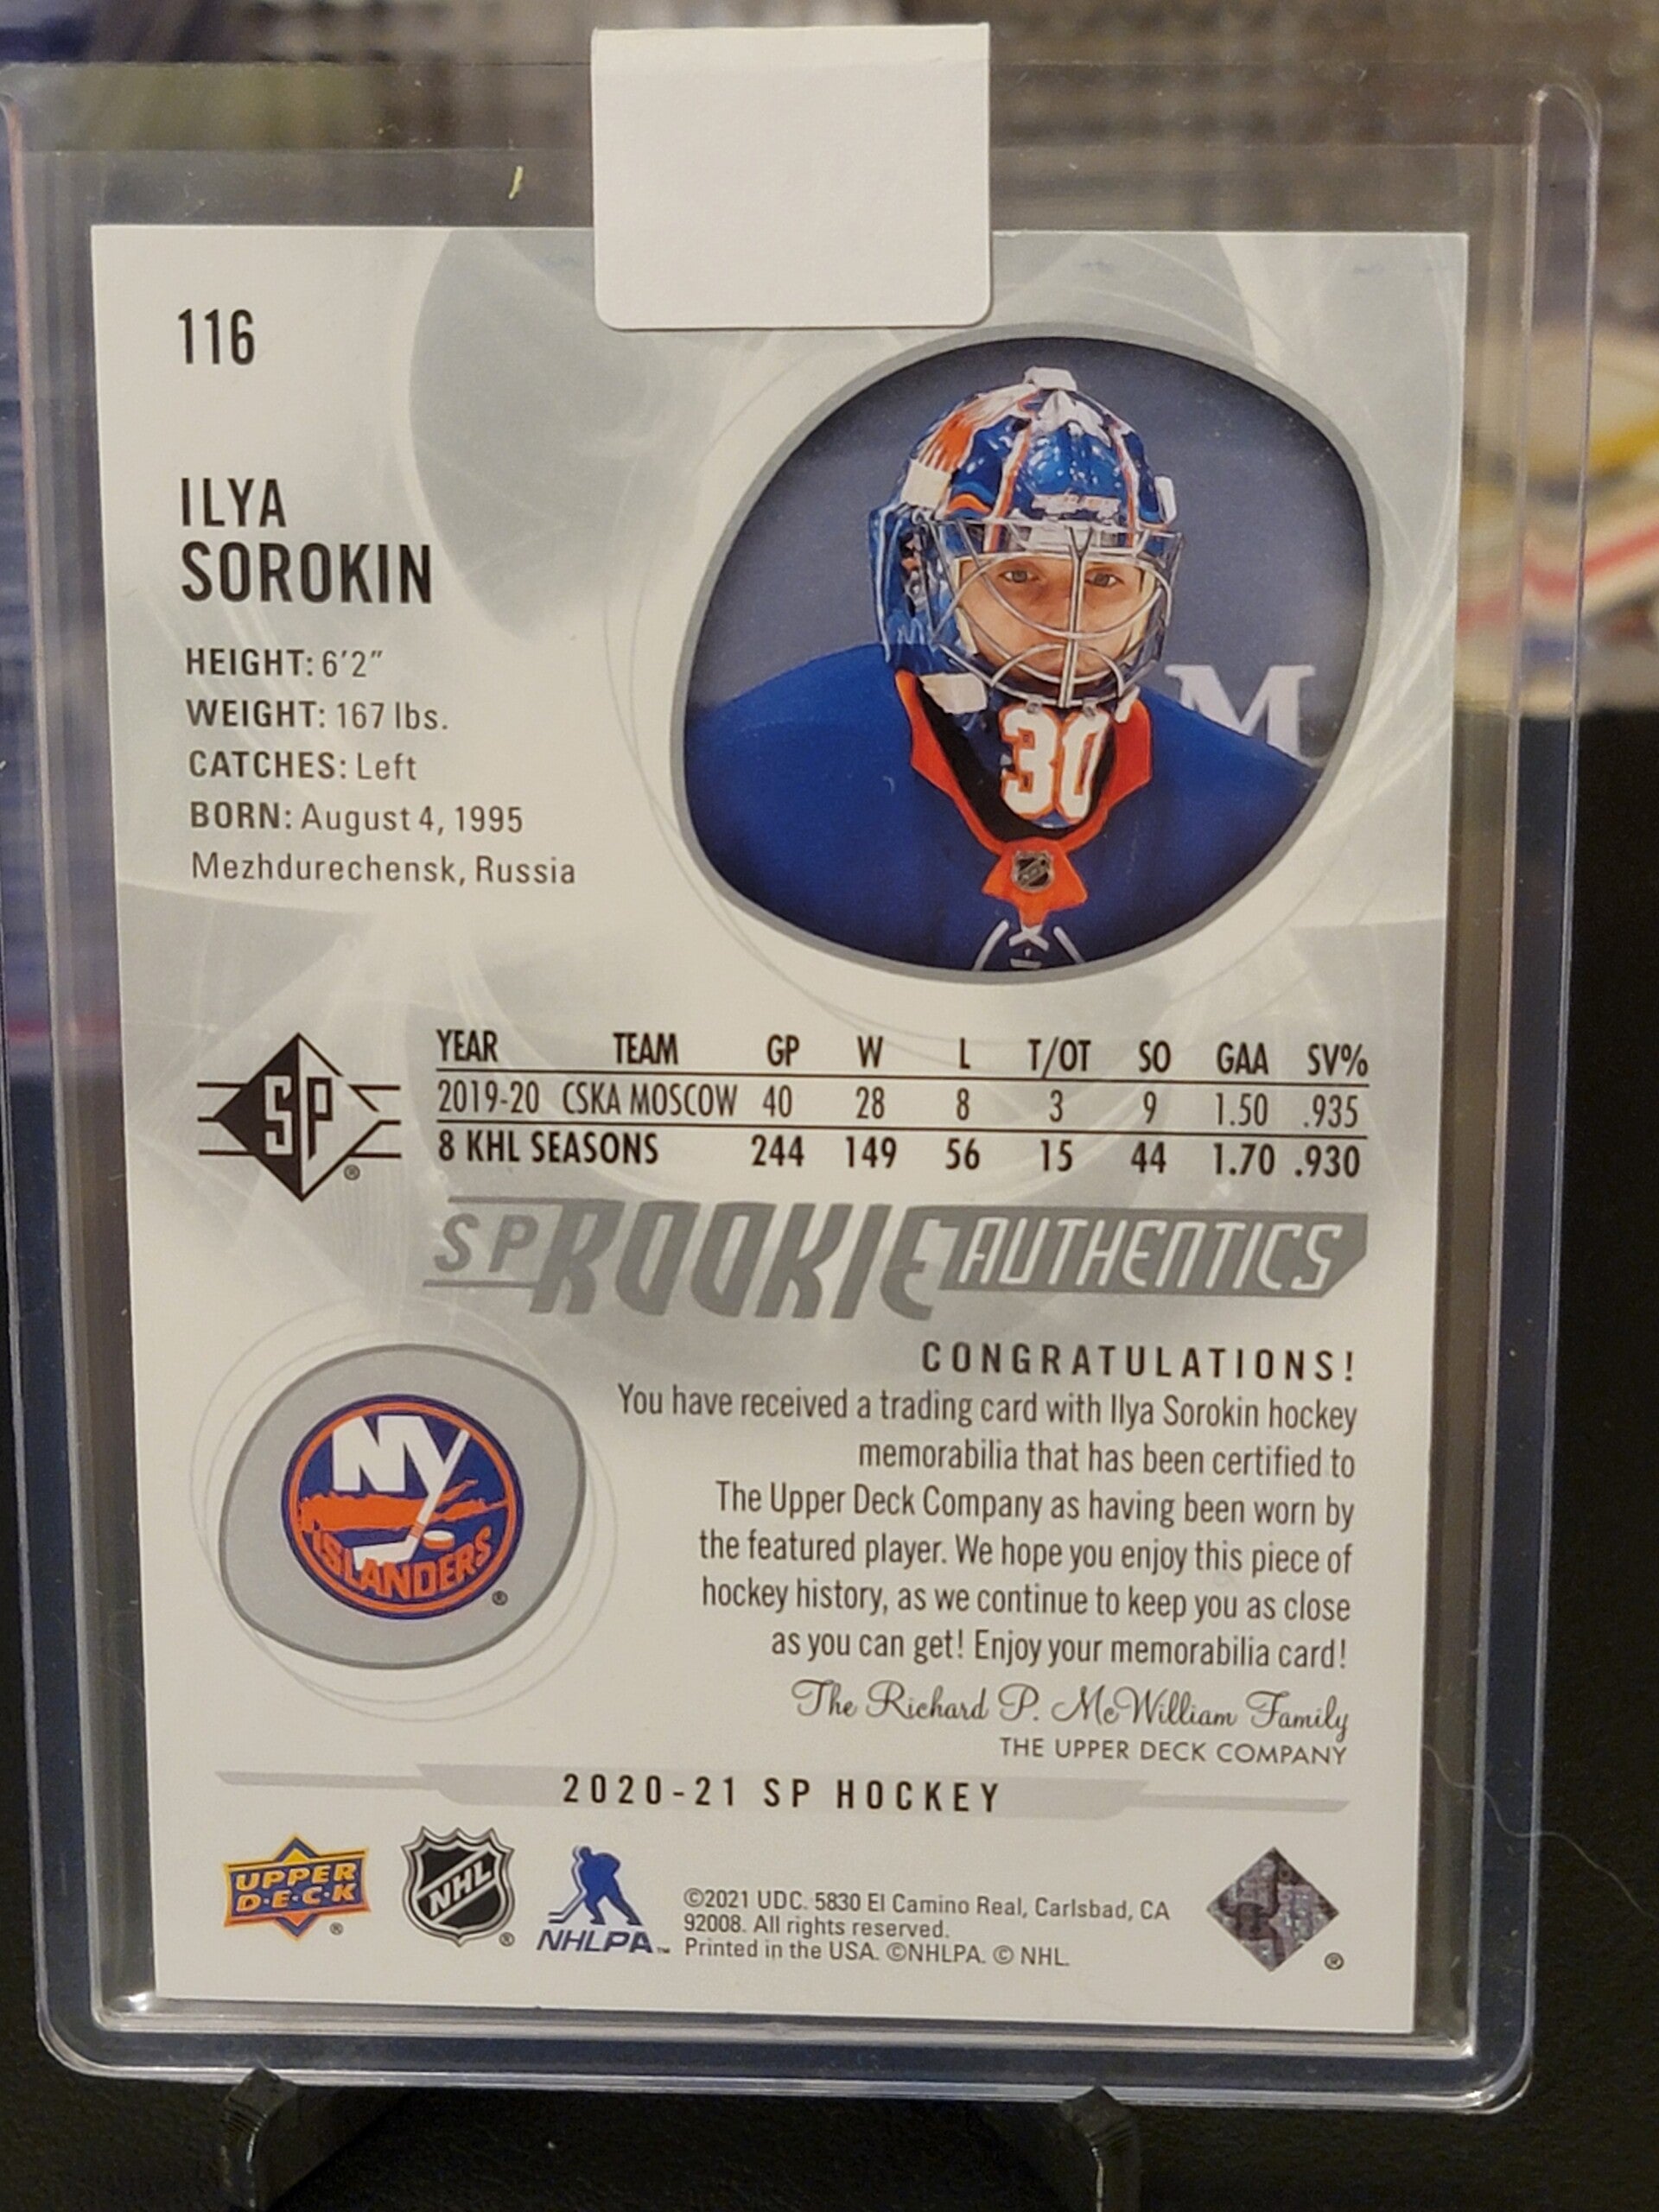 116
ILYA
SOROKIN
HEIGHT: 6'2"
WEIGHT: 167 lbs.
CATCHES: Left
BORN: August 4, 1995
Mezhdurechensk, Russia
M
30
NHL
SP®
YEAR TEAM GP W L T/OT SO GAA SV%
2019-20 CSKA MOSCOW 40 28 8 3 9 1.50 .935
8 KHL SEASONS 244 149 56 15 44 1.70 .930
SP ROOKIE AUTHENTICS
NY
ISLANDERS®
CONGRATULATIONS!
You have received a trading card with Ilya Sorokin hockey
memorabilia that has been certified to
The Upper Deck Company as having been worn by
the featured player. We hope you enjoy this piece of
hockey history, as we continue to keep you as close
as you can get! Enjoy your memorabilia card!
The Richard P. McWilliam Family
THE UPPER DECK COMPANY
2020-21 SP HOCKEY
UPPER
D·E·C·K®
NHL®
NHLPA™
©2021 UDC. 5830 El Camino Real, Carlsbad, CA
92008. All rights reserved.
Printed in the USA. ©NHLPA. © NHL.
®